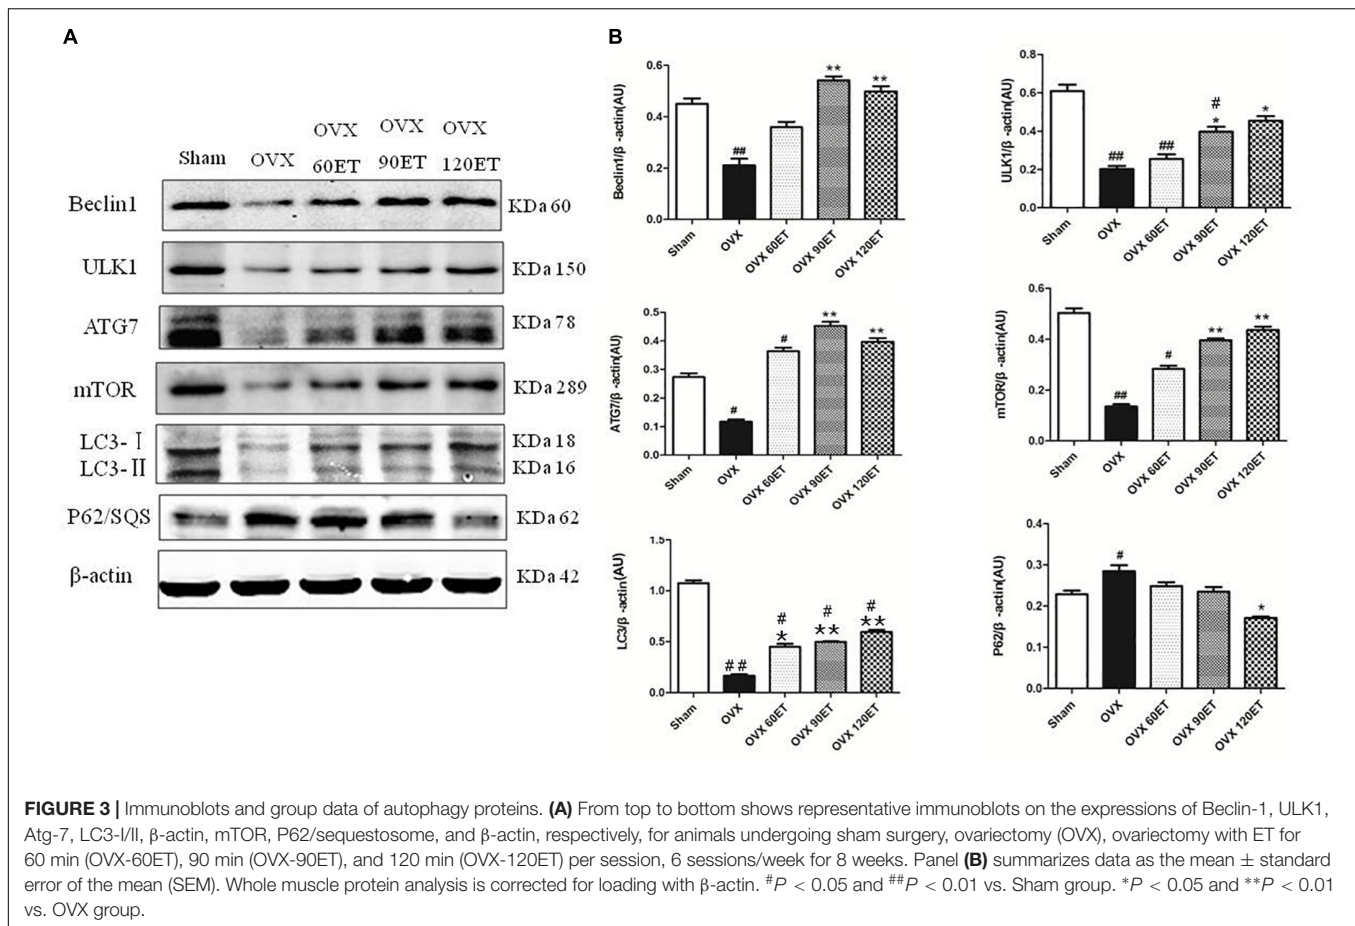 A
B
Sham
OVX
OVX 60ET
OVX 90ET
OVX 120ET
Beclin1
KDa 60
ULK1
KDa 150
ATG7
KDa 78
mTOR
KDa 289
LC3-Ⅰ
KDa 18
LC3-Ⅱ
KDa 16
P62/SQS
KDa 62
β-actin
KDa 42
Beclin1/β -actin(AU)
0.6
0.4
0.2
0.0
##
**
**
Sham
OVX
OVX 60ET
OVX 90ET
OVX 120ET
ULK1/β -actin(AU)
0.8
0.6
0.4
0.2
0.0
##
##
#
*
*
Sham
OVX
OVX 60ET
OVX 90ET
OVX 120ET
ATG7/β -actin(AU)
0.5
0.4
0.3
0.2
0.1
0.0
#
#
**
**
Sham
OVX
OVX 60ET
OVX 90ET
OVX 120ET
mTOR/β -actin(AU)
0.6
0.4
0.2
0.0
##
#
**
**
Sham
OVX
OVX 60ET
OVX 90ET
OVX 120ET
LC3/β -actin(AU)
1.5
1.0
0.5
0.0
##
#
*
#
**
#
**
Sham
OVX
OVX 60ET
OVX 90ET
OVX 120ET
P62/β -actin(AU)
0.4
0.3
0.2
0.1
0.0
#
*
Sham
OVX
OVX 60ET
OVX 90ET
OVX 120ET
FIGURE 3 | Immunoblots and group data of autophagy proteins. (A) From top to bottom shows representative immunoblots on the expressions of Beclin-1, ULK1,
Atg-7, LC3-I/II, β-actin, mTOR, P62/sequestosome, and β-actin, respectively, for animals undergoing sham surgery, ovariectomy (OVX), ovariectomy with ET for
60 min (OVX-60ET), 90 min (OVX-90ET), and 120 min (OVX-120ET) per session, 6 sessions/week for 8 weeks. Panel (B) summarizes data as the mean ± standard
error of the mean (SEM). Whole muscle protein analysis is corrected for loading with β-actin. #P < 0.05 and ##P < 0.01 vs. Sham group. *P < 0.05 and **P < 0.01
vs. OVX group.